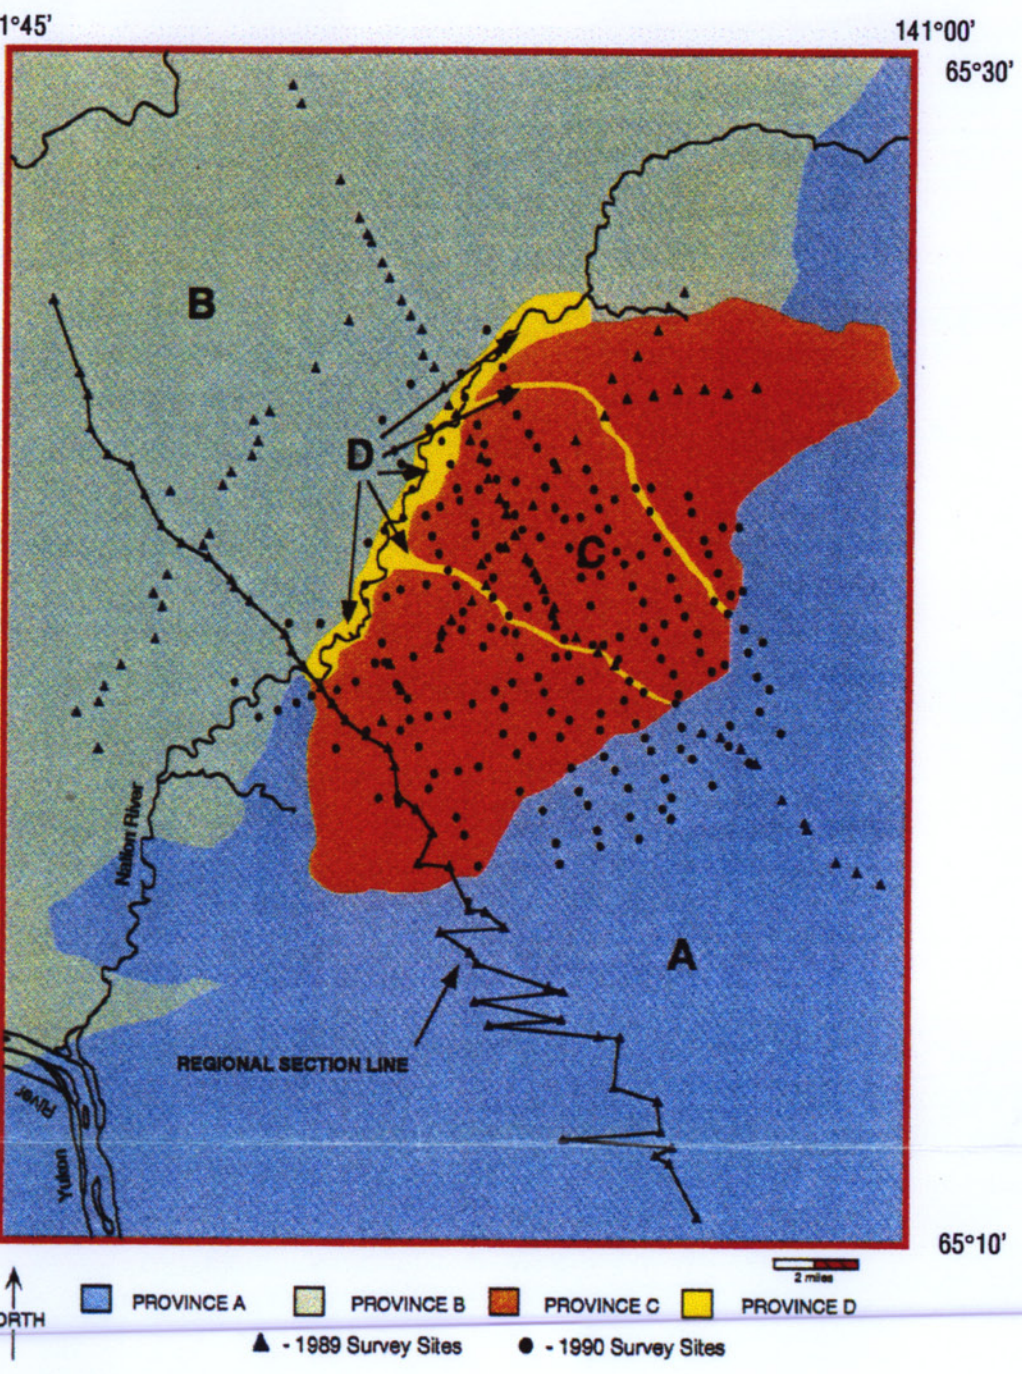 1°45'
141°00'
65°30'
B
D
C
Nation River
A
REGIONAL SECTION LINE
River
Yukon
65°10'
2 miles
ORTH
PROVINCE A
PROVINCE B
PROVINCE C
PROVINCE D
- 1989 Survey Sites
- 1990 Survey Sites